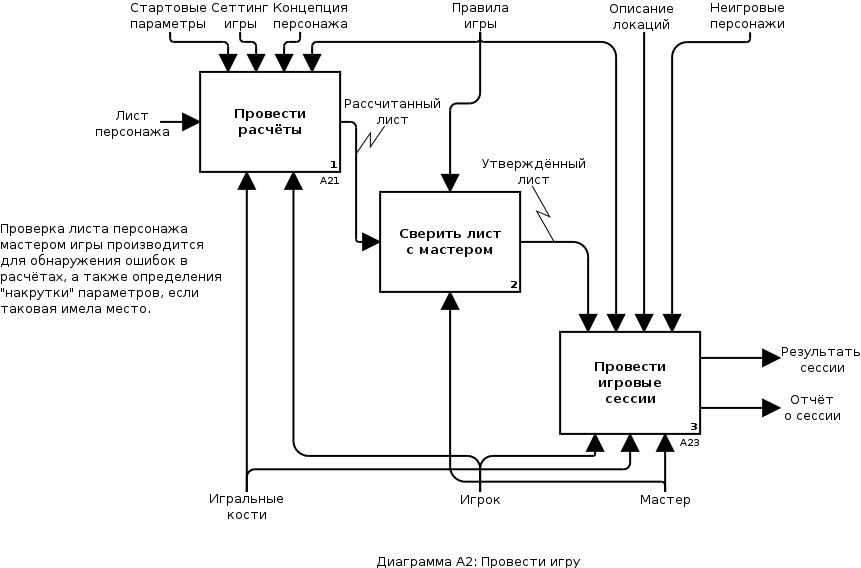 Стартовые
параметры
Сеттинг
игры
Концепция
персонажа
Правила
игры
Описание
локаций
Неигровые
персонажи
Лист
персонажа
Провести
расчёты
1
A21
Рассчитанный
лист
Утверждённый
лист
Сверить лист
с мастером
2
Проверка листа персонажа
мастером игры производится
для обнаружения ошибок в
расчётах, а также определения
"накрутки" параметров, если
таковая имела место.
Провести
игровые
сессии
3
A23
Результать
сессии
Отчёт
о сессии
Игральные
кости
Игрок
Мастер
Диаграмма A2: Провести игру